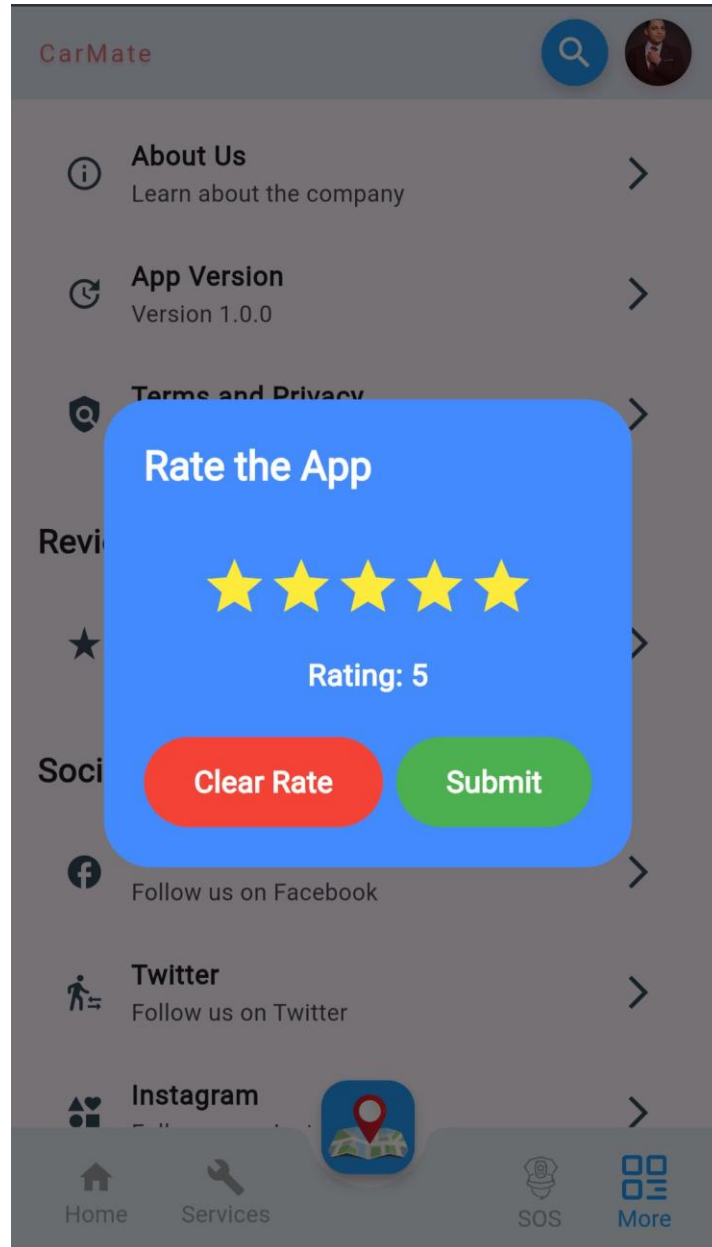 CarMate
About Us
Learn about the company
App Version
Version 1.0.0
Terms and Privacy
Rate the App
Revi
Rating: 5
Soci
Clear Rate Submit
Follow us on Facebook
Twitter
Follow us on Twitter
Instagram
Home Services SOS More